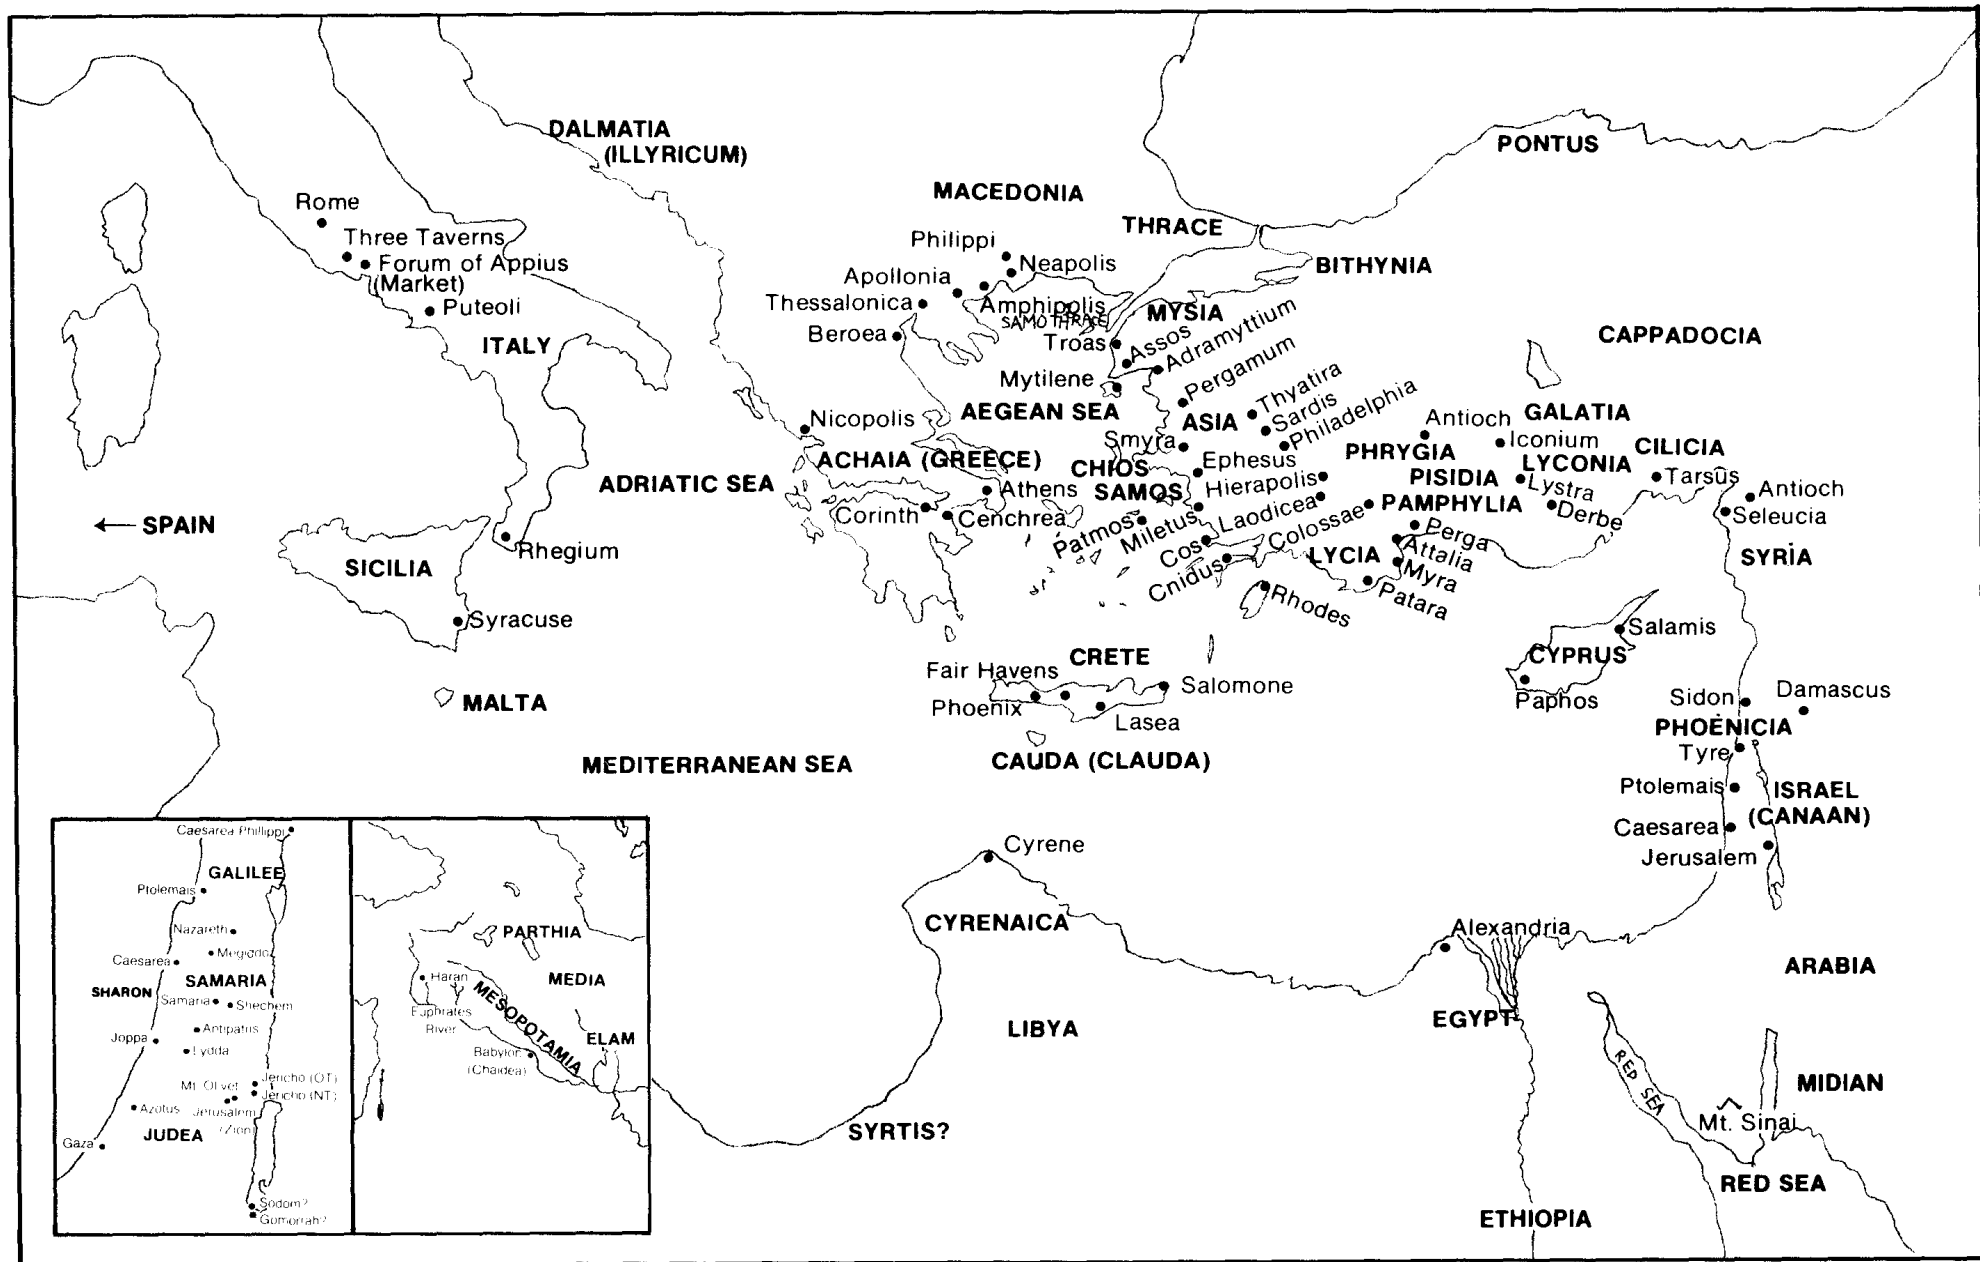 DALMATIA
(ILLYRICUM)
PONTUS
MACEDONIA
Rome
THRACE
Three Taverns
Philippi
Forum of Appius
(Market)
Neapolis
BITHYNIA
Apollonia
Thessalonica
Amphipolis
Puteoli
SAMOTHRACE
MYSIA
Beroea
Troas
Assos
Adramyttium
CAPPADOCIA
ITALY
Mytilene
Pergamum
Thyatira
Sardis
Philadelphia
AEGEAN SEA
Nicopolis
ASIA
Antioch
GALATIA
Smyra
Iconium
CILICIA
ACHAIA (GREECE)
PHRYGIA
CHIOS
Ephesus
LYCONIA
ADRIATIC SEA
SAMOS
Hierapolis
PISIDIA
Lystra
Tarsus
Antioch
Athens
Corinth
Cenchrea
Patmos
Miletus
Laodicea
Colossae
PAMPHYLIA
Derbe
Seleucia
SPAIN
Rhegium
Cos
Cnidus
LYCIA
Perga
Attalia
Myra
Patara
SYRIA
SICILIA
Rhodes
Syracuse
Salamis
CRETE
CYPRUS
Fair Havens
Salomone
Phoenix
Lasea
Paphos
MALTA
Sidon
Damascus
PHOENICIA
Tyre
MEDITERRANEAN SEA
CAUDA (CLAUDA)
Ptolemais
ISRAEL
(CANAAN)
Caesarea
Jerusalem
Cyrene
CYRENAICA
Alexandria
ARABIA
EGYPT
LIBYA
RED SEA
MIDIAN
Mt. Sinai
SYRTIS?
RED SEA
ETHIOPIA
Caesarea Phillippi
GALILEE
Ptolemais
Nazareth
Megiddo
Caesarea
SAMARIA
SHARON
Samaria
Shechem
Antipatris
Joppa
Lydda
Jericho (OT)
Mt. Olivet
Jericho (NT)
Azotus
Jerusalem
(Zion)
JUDEA
Gaza
Sodom?
Gomorrah?
PARTHIA
Haran
MEDIA
MESOPOTAMIA
Euphrates
River
ELAM
Babylon
(Chaldea)